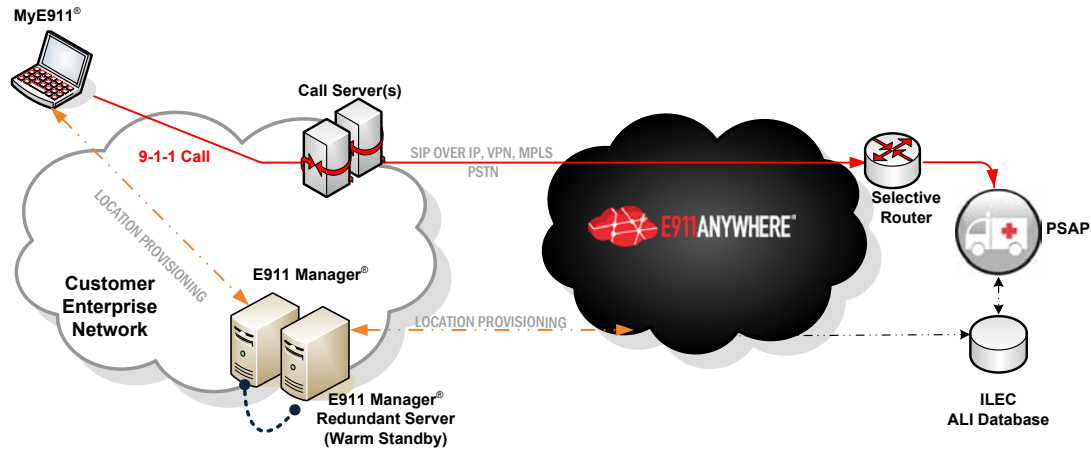 MyE911®
Call Server(s)
9-1-1 Call
SIP OVER IP, VPN, MPLS
PSTN
Selective
Router
PSAP
E911ANYWHERE®
LOCATION PROVISIONING
Customer
Enterprise
Network
E911 Manager®
LOCATION PROVISIONING
E911 Manager®
Redundant Server
(Warm Standby)
ILEC
ALI Database